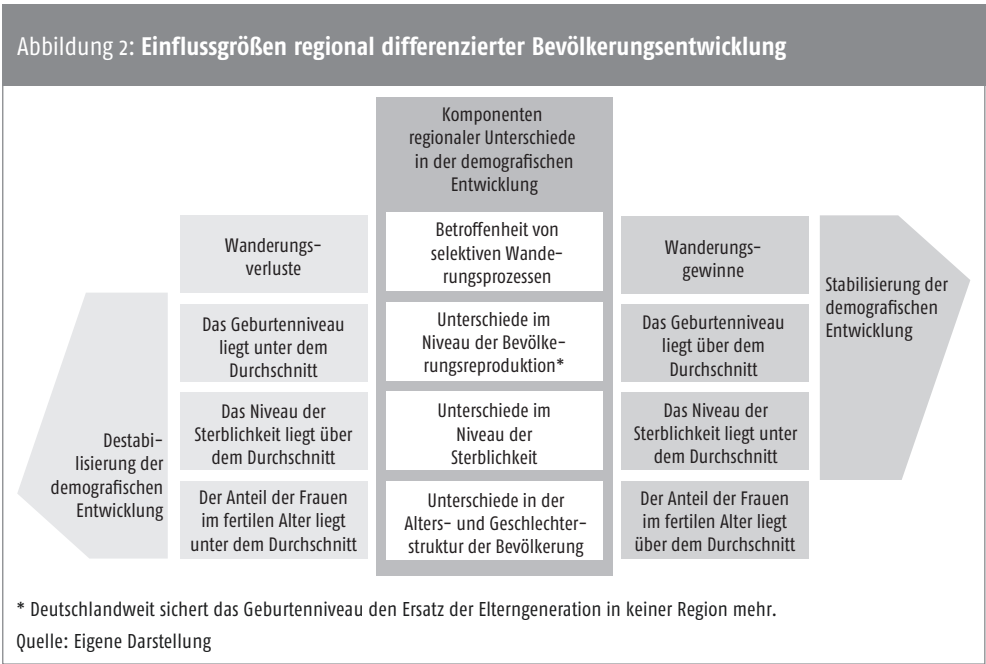 Abbildung 2: Einflussgrößen regional differenzierter Bevölkerungsentwicklung
Komponenten
regionaler Unterschiede
in der demografischen
Entwicklung
Wanderungs-
verluste
Betroffenheit von
selektiven Wande-
rungsprozessen
Wanderungs-
gewinne
Das Geburtenniveau
liegt unter dem
Durchschnitt
Unterschiede im
Niveau der Bevölke-
rungsreproduktion*
Das Geburtenniveau
liegt über dem
Durchschnitt
Das Niveau der
Sterblichkeit liegt über
dem Durchschnitt
Unterschiede im
Niveau der
Sterblichkeit
Das Niveau der
Sterblichkeit liegt unter
dem Durchschnitt
Der Anteil der Frauen
im fertilen Alter liegt
unter dem Durchschnitt
Unterschiede in der
Alters- und Geschlechter-
struktur der Bevölkerung
Der Anteil der Frauen
im fertilen Alter liegt
über dem Durchschnitt
Destabi-
lisierung der
demografischen
Entwicklung
Stabilisierung der
demografischen
Entwicklung
* Deutschlandweit sichert das Geburtenniveau den Ersatz der Elterngeneration in keiner Region mehr.
Quelle: Eigene Darstellung